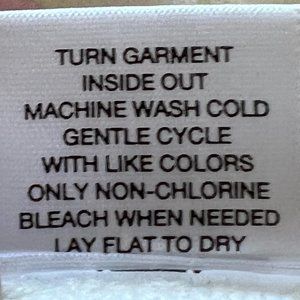 TURN GARMENT
INSIDE OUT
MACHINE WASH COLD
GENTLE CYCLE
WITH LIKE COLORS
ONLY NON-CHLORINE
BLEACH WHEN NEEDED
LAY FLAT TO DRY